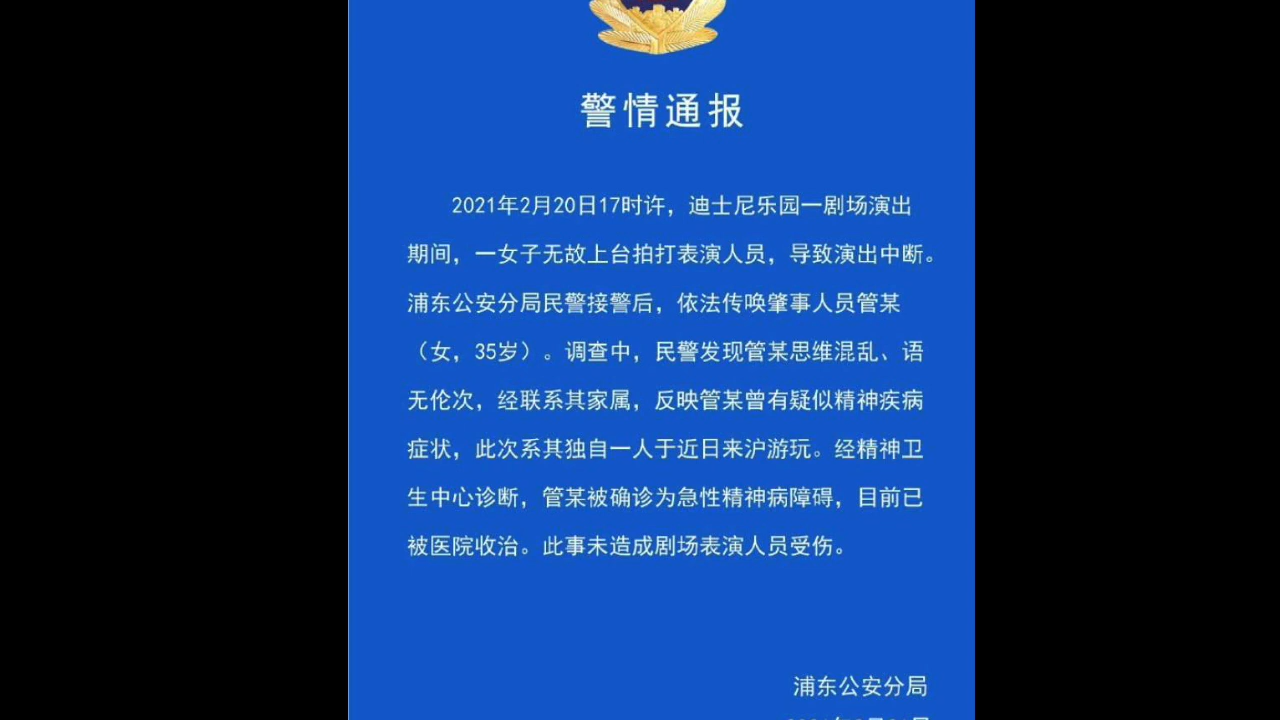 警情通报
2021年2月20日17时许，迪士尼乐园一剧场演出
期间，一女子无故上台拍打表演人员，导致演出中断。
浦东公安分局民警接警后，依法传唤肇事人员管某
（女，35岁）。调查中，民警发现管某思维混乱、语
无伦次，经联系其家属，反映管某曾有疑似精神疾病
症状，此次系其独自一人于近日来沪游玩。经精神卫
生中心诊断，管某被确诊为急性精神病障碍，目前已
被医院收治。此事未造成剧场表演人员受伤。
浦东公安分局